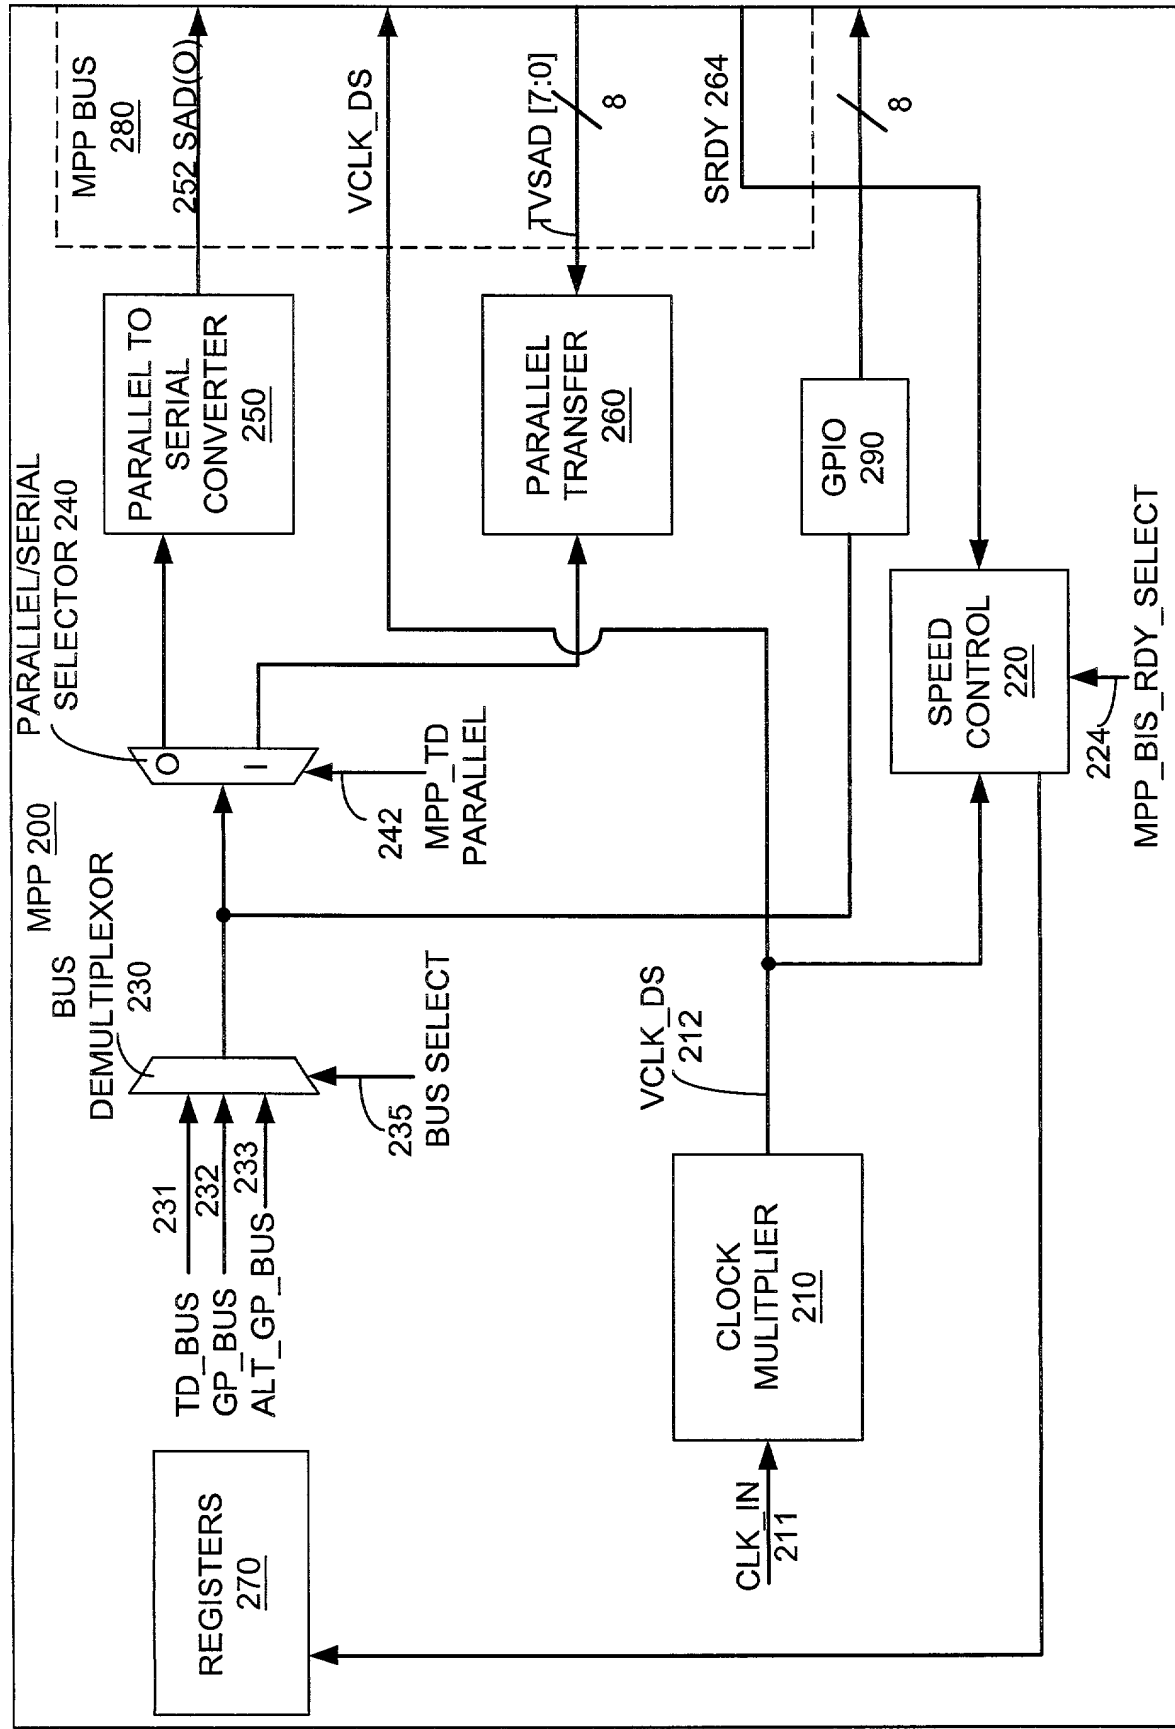 MPP 200
REGISTERS
270
TD_BUS
GP_BUS
ALT_GP_BUS
231
232
233
BUS
DEMULTIPLEXOR
230
235
BUS SELECT
PARALLEL/SERIAL
SELECTOR 240
O
I
242
MPP_TD
PARALLEL
PARALLEL TO
SERIAL
CONVERTER
250
MPP BUS
280
252 SAD(O)
VCLK_DS
PARALLEL
TRANSFER
260
TVSAD [7:0]
8
SRDY 264
GPIO
290
8
CLK_IN
211
CLOCK
MULITPLIER
210
VCLK_DS
212
SPEED
CONTROL
220
224
MPP_BIS_RDY_SELECT